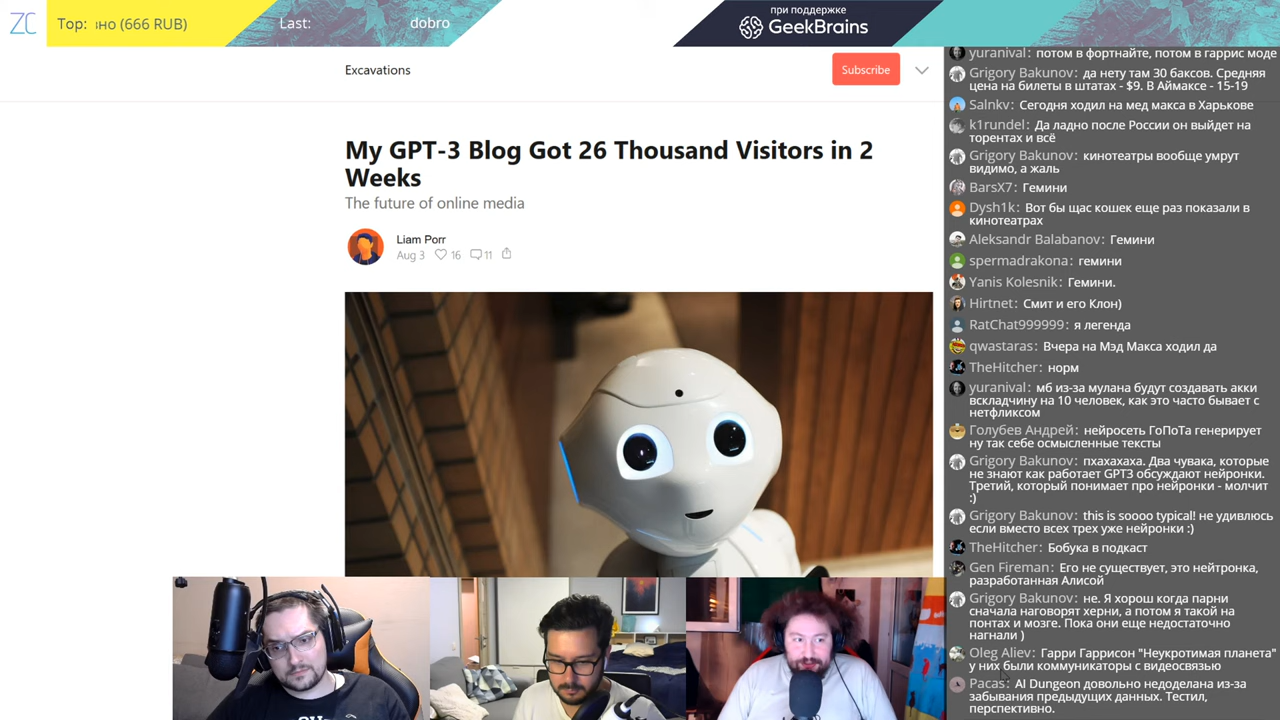 ZC
Top: ıно (666 RUB)
Last:
dobro
при поддержке
GeekBrains
Excavations
Subscribe
My GPT-3 Blog Got 26 Thousand Visitors in 2
Weeks
The future of online media
Liam Porr
Aug 3 16 11
yuranival: потом в фортнайте, потом в гаррис моде
Grigory Bakunov: да нету там 30 баксов. Средняя
цена на билеты в штатах - $9. В Аймаксе - 15-19
Salnkv: Сегодня ходил на мед макса в Харькове
k1rundel: Да ладно после России он выйдет на
торентах и всё
Grigory Bakunov: кинотеатры вообще умрут
видимо, а жаль
BarsX7: Гемини
Dysh1k: Вот бы щас кошек еще раз показали в
кинотеатрах
Aleksandr Balabanov: Гемини
spermadrakona: гемини
Yanis Kolesnik: Гемини.
Hirtnet: Смит и его Клон)
RatChat999999: я легенда
qwastaras: Вчера на Мэд Макса ходил да
TheHitcher: норм
yuranival: мб из-за мулана будут создавать акки
вскладчину на 10 человек, как это часто бывает с
нетфликсом
Голубев Андрей: нейросеть ГоПоТа генерирует
ну так себе осмысленные тексты
Grigory Bakunov: пхахахаха. Два чувака, которые
не знают как работает GPT3 обсуждают нейронки.
Третий, который понимает про нейронки - молчит
:)
Grigory Bakunov: this is soooo typical! не удивлюсь
если вместо всех трех уже нейронки :)
TheHitcher: Бобука в подкаст
Gen Fireman: Его не существует, это нейтронка,
разработанная Алисой
Grigory Bakunov: не. Я хорош когда парни
сначала наговорят херни, а потом я такой на
понтах и мозге. Пока они еще недостаточно
нагнали )
Oleg Aliev: Гарри Гаррисон "Неукротимая планета"
у них были коммуникаторы с видеосвязью
Pacas: AI Dungeon довольно недоделана из-за
забывания предыдущих данных. Тестил,
перспективно.